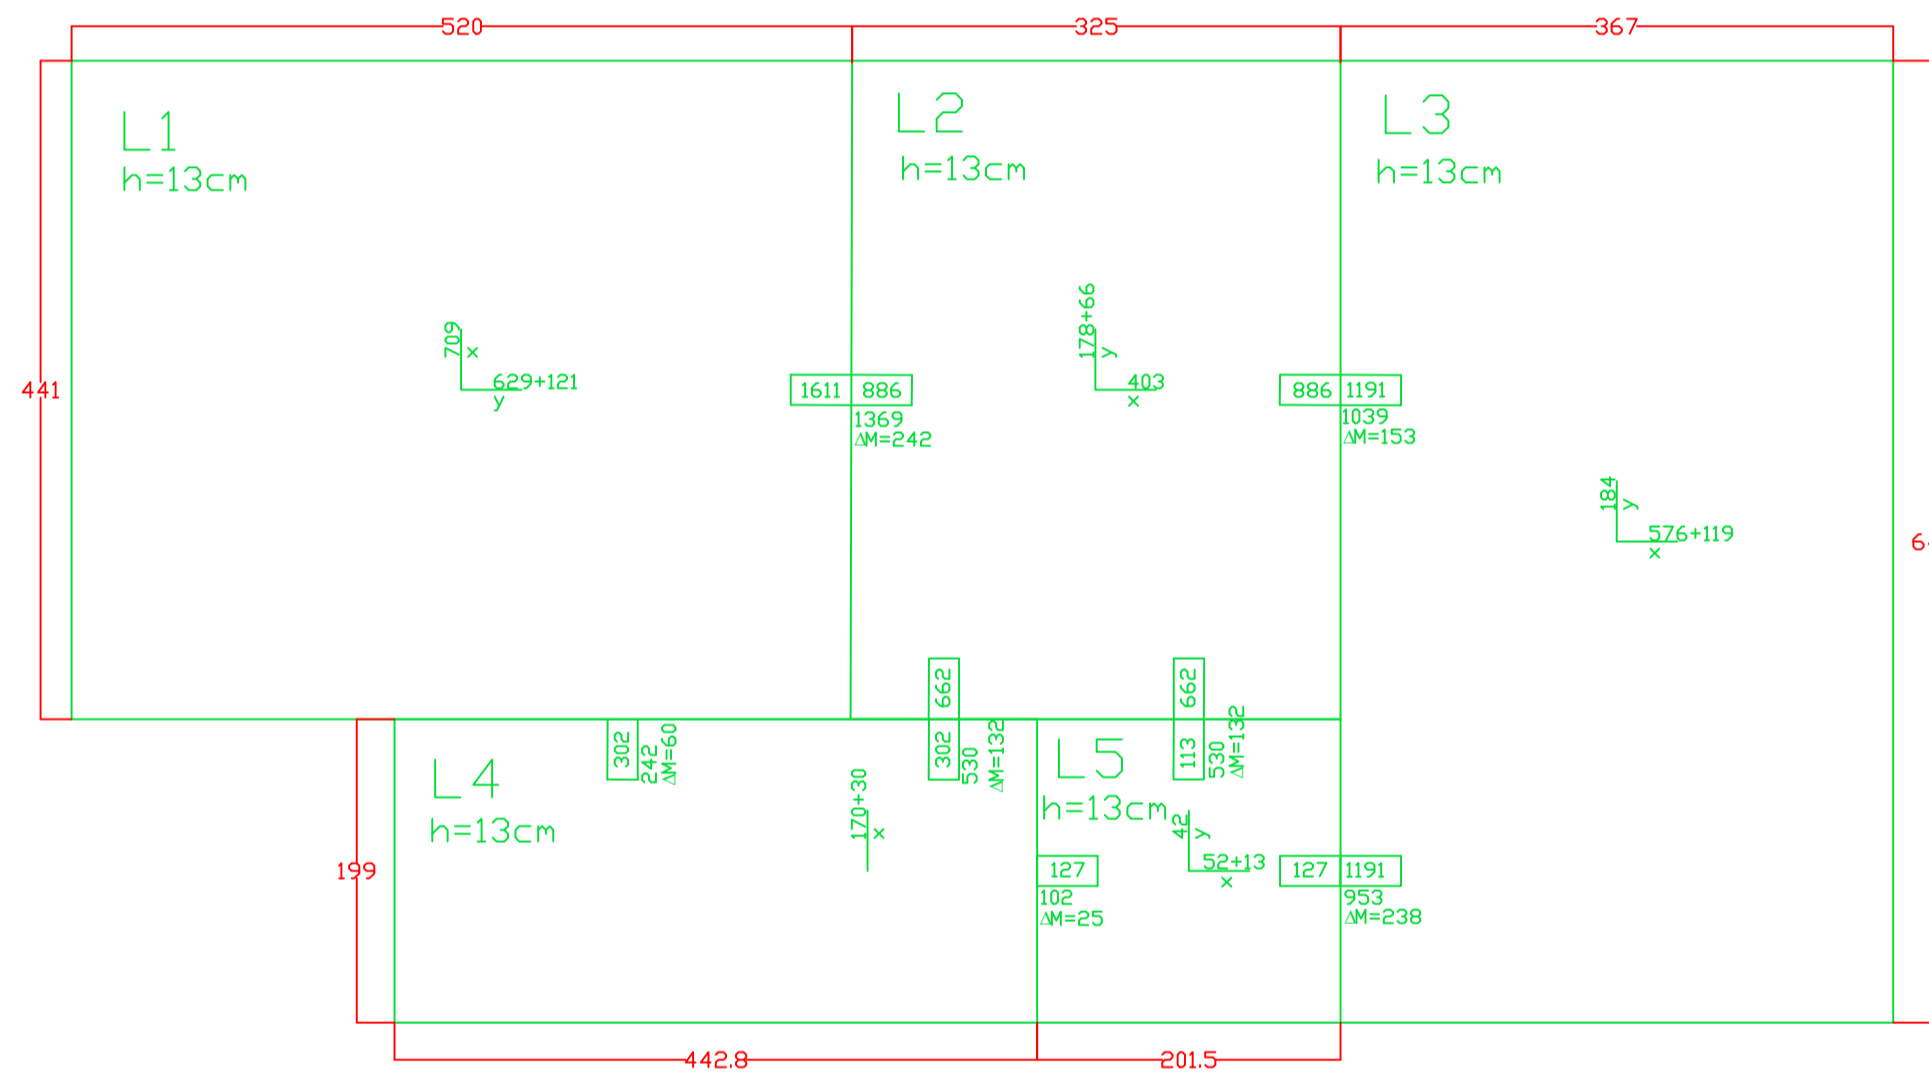 520
325
367
L1
h=13cm
L2
h=13cm
L3
h=13cm
441
709
x
629+121
y
178+66
y
403
x
1611
886
1369
ΔM=242
886
1191
1039
ΔM=153
184
y
576+119
x
662
302
530
ΔM=132
662
113
530
ΔM=132
302
242
ΔM=60
L4
h=13cm
L5
h=13cm
170+30
x
42
y
52+13
x
199
127
102
ΔM=25
127
1191
953
ΔM=238
442.8
201.5